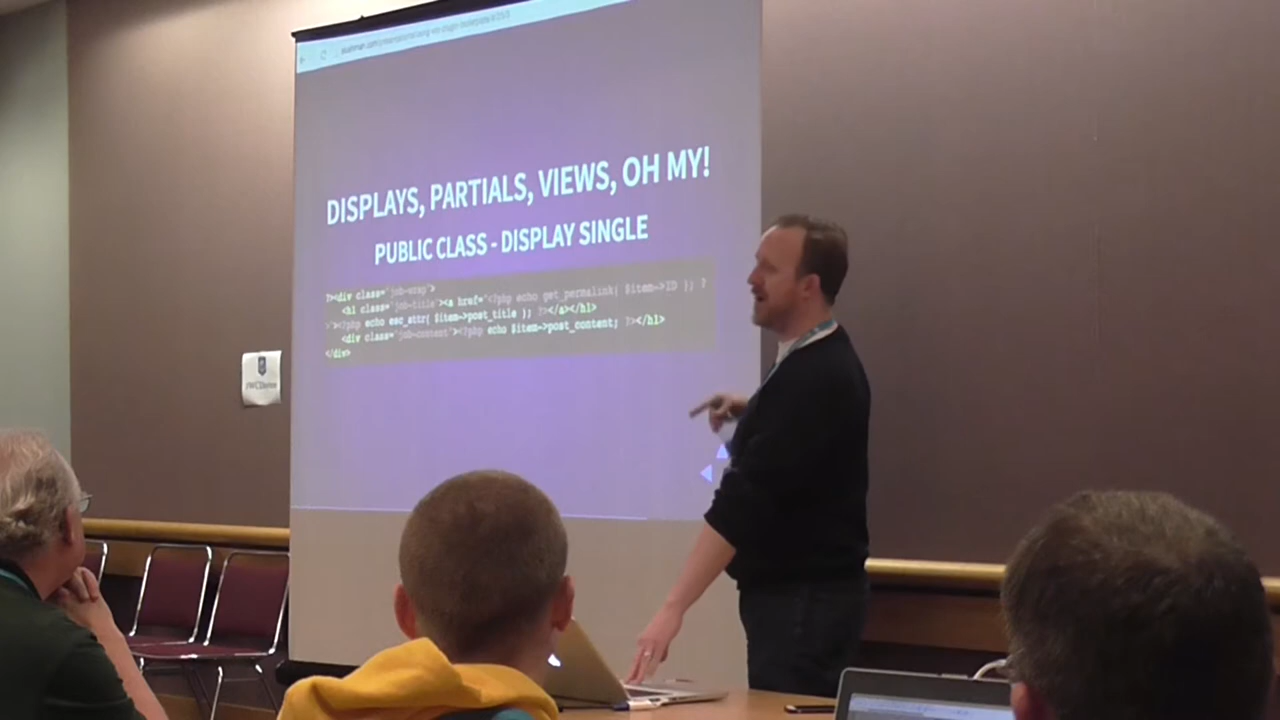 DISPLAYS, PARTIALS, VIEWS, OH MY!
PUBLIC CLASS - DISPLAY SINGLE
?><div class="job-wrap">
<h1 class="job-title"><a href="<?php echo get_permalink( $item->ID ); ?
>"><?php echo esc_attr( $item->post_title ); ?></a></h1>
<div class="job-content"><?php echo $item->post_content; ?></h1>
</div>